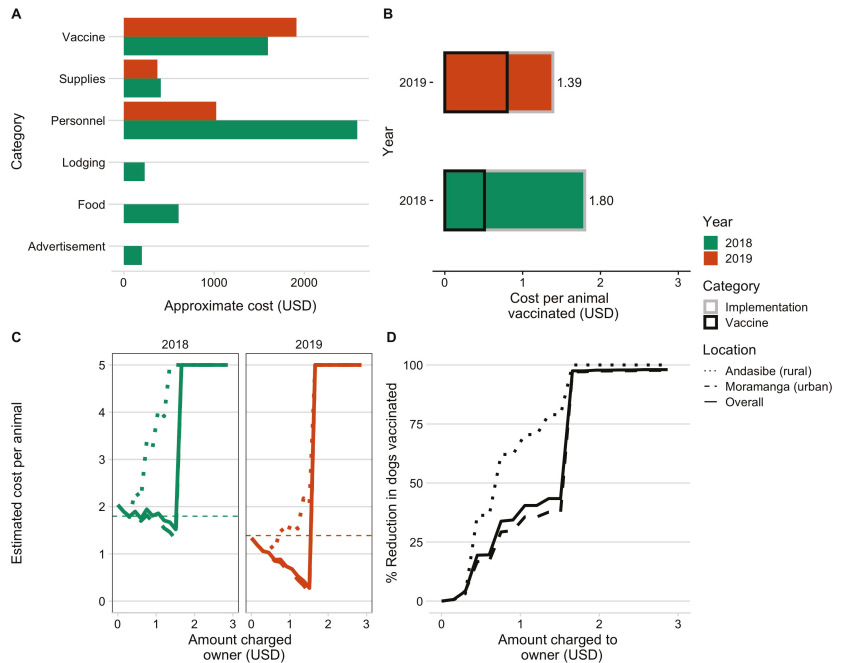 A
Category
Vaccine
Supplies
Personnel
Lodging
Food
Advertisement
0 1000 2000
Approximate cost (USD)
B
Year
2019
2018
1.39
1.80
0 1 2 3
Cost per animal
vaccinated (USD)
Year
2018
2019
Category
Implementation
Vaccine
Location
Andasibe (rural)
Moramanga (urban)
Overall
C
2018 2019
Estimated cost per animal
5
4
3
2
1
0
0 1 2 3 0 1 2 3
Amount charged
owner (USD)
D
% Reduction in dogs vaccinated
100
75
50
25
0
0 1 2 3
Amount charged to
owner (USD)